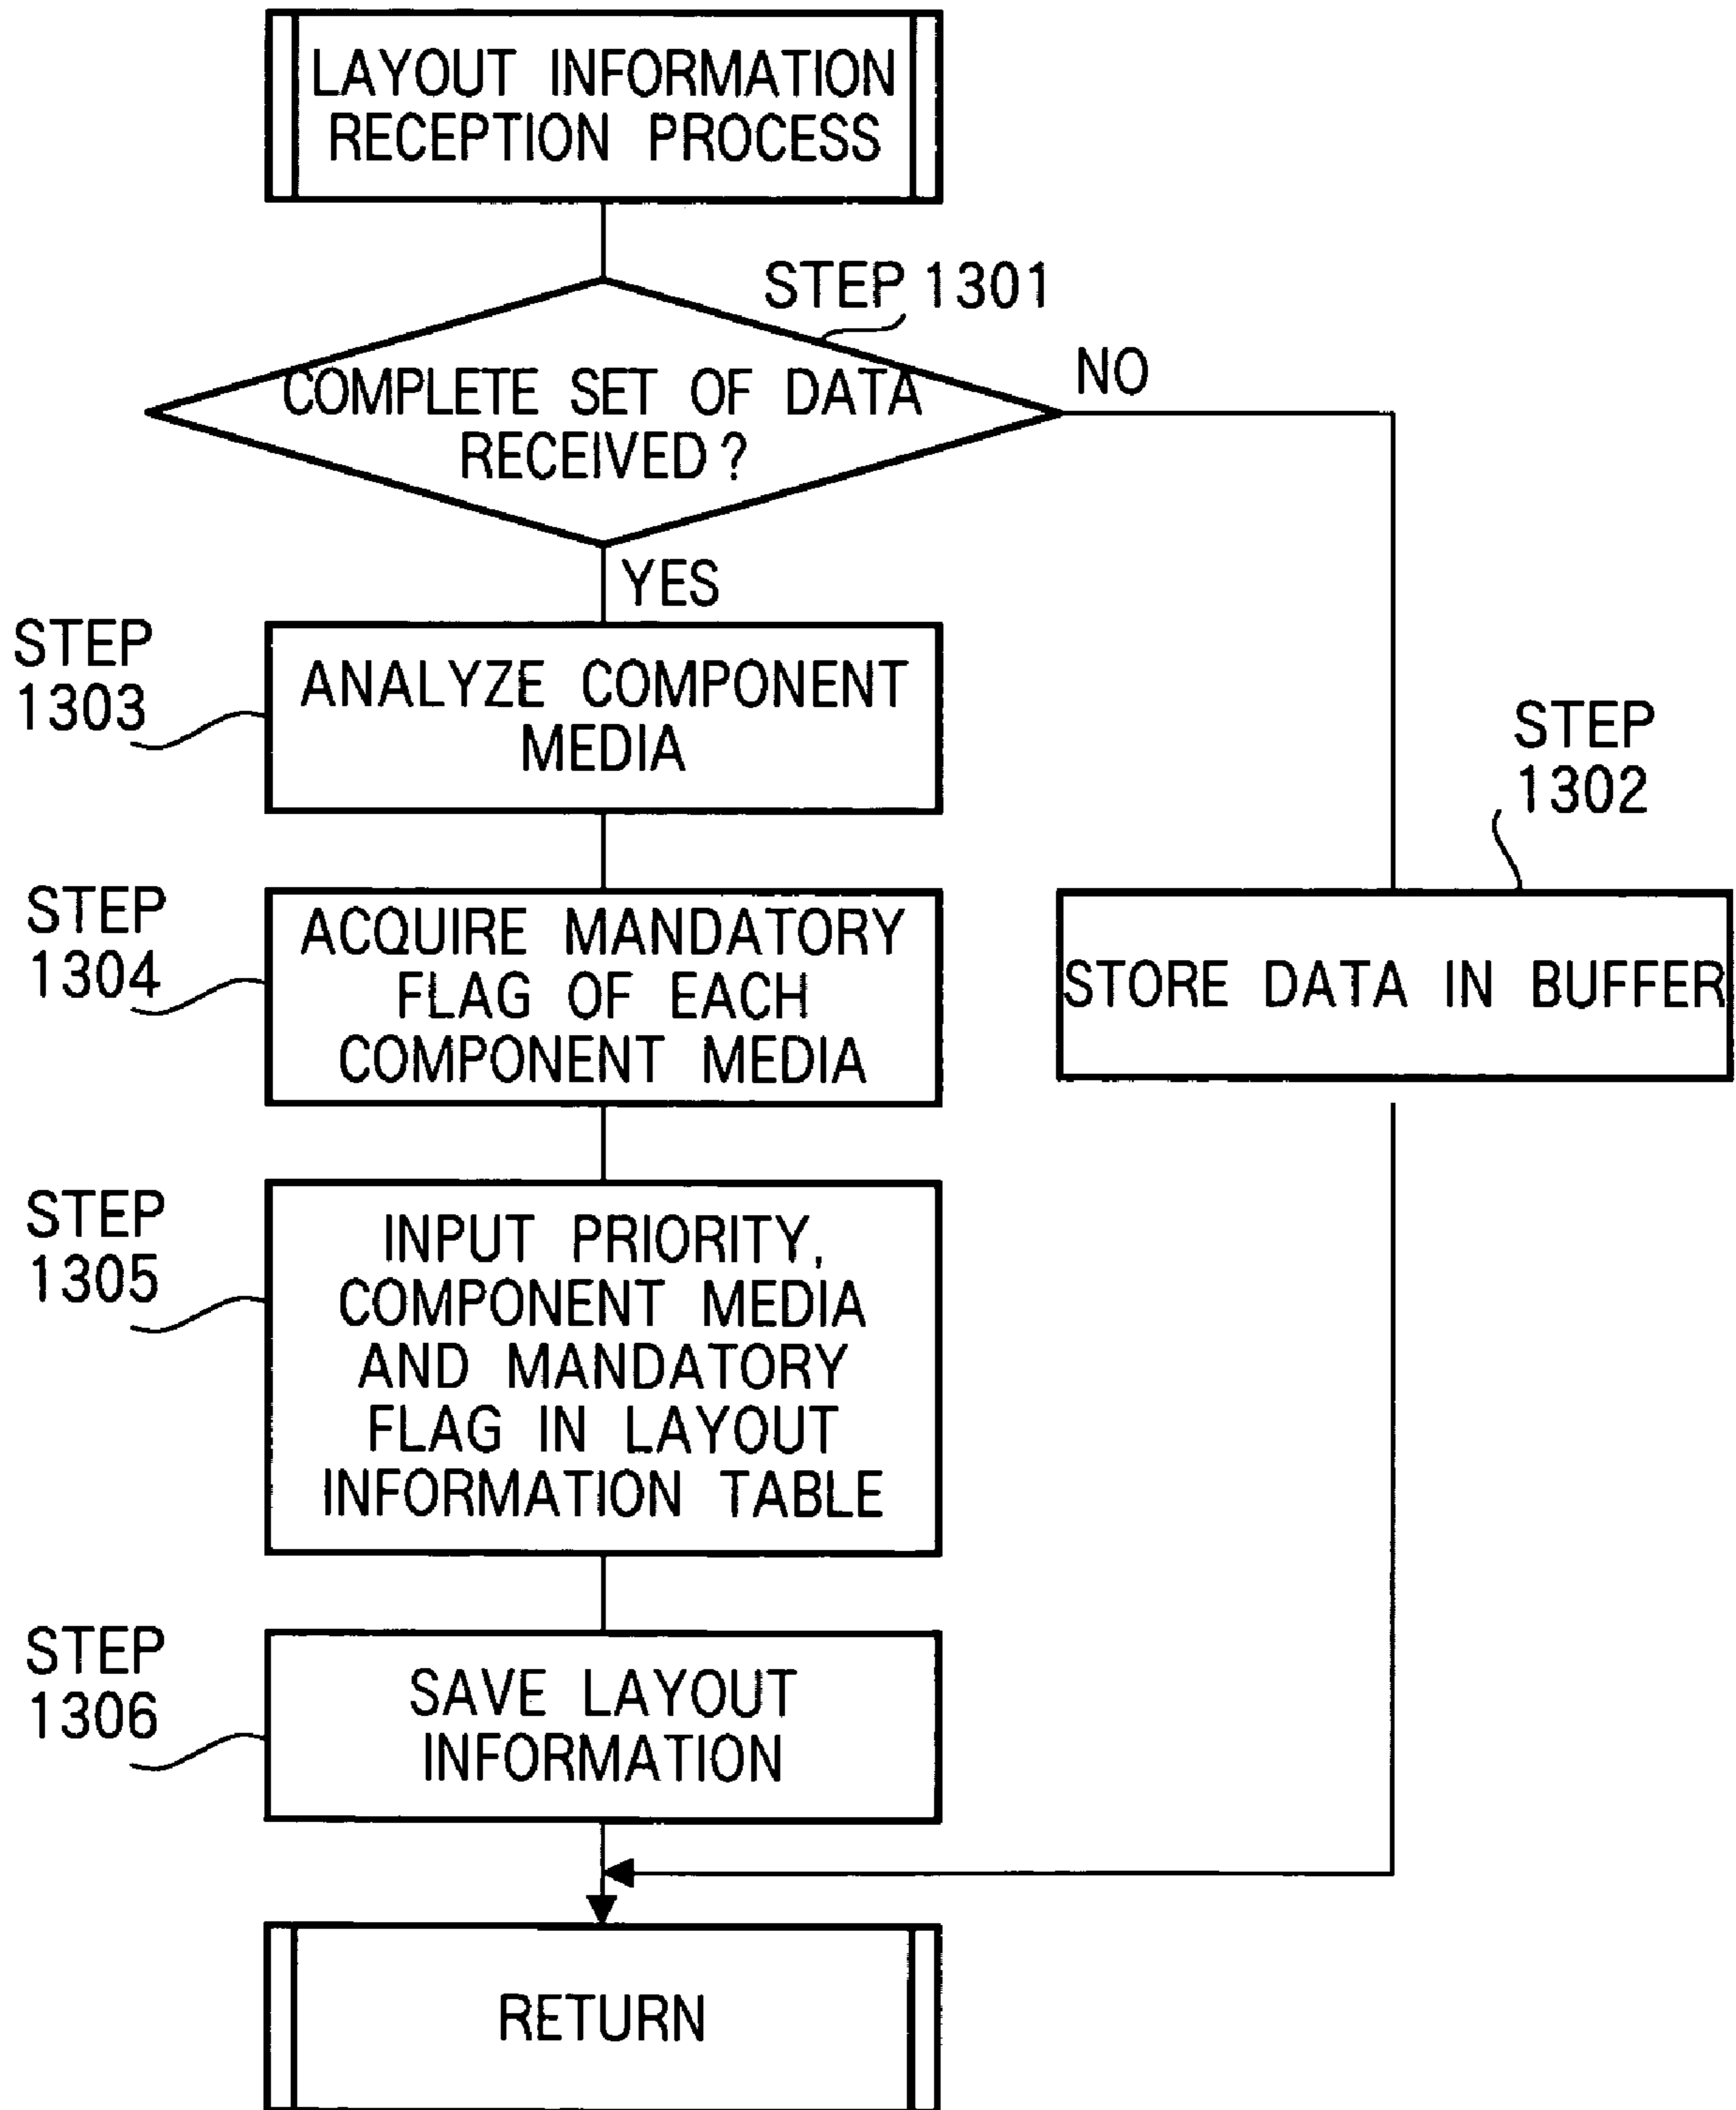 LAYOUT INFORMATION
RECEPTION PROCESS
STEP 1301
COMPLETE SET OF DATA
RECEIVED?
NO
YES
STEP
1303
ANALYZE COMPONENT
MEDIA
STEP
1302
STORE DATA IN BUFFER
STEP
1304
ACQUIRE MANDATORY
FLAG OF EACH
COMPONENT MEDIA
STEP
1305
INPUT PRIORITY,
COMPONENT MEDIA
AND MANDATORY
FLAG IN LAYOUT
INFORMATION TABLE
STEP
1306
SAVE LAYOUT
INFORMATION
RETURN